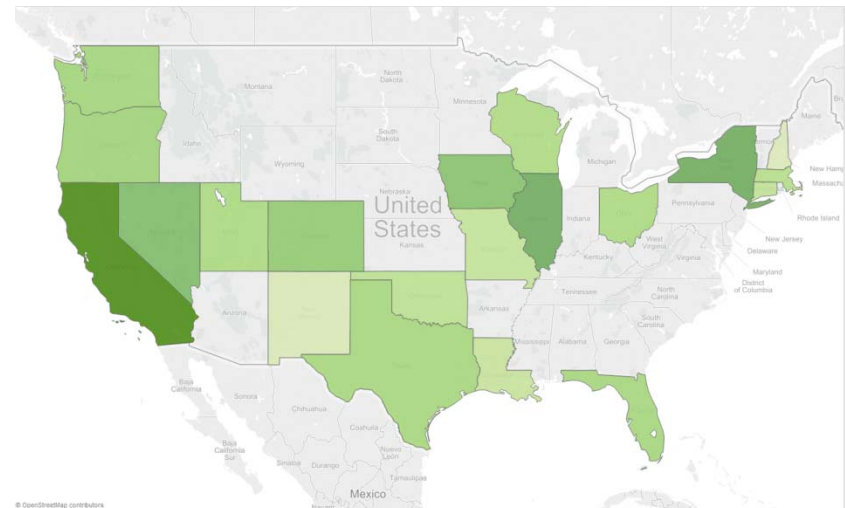 Montana
North
Dakota
Minnesota
Maine
Idaho
South
Dakota
Michigan
Wyoming
New Hamp
Massachu
Nebraska
United
States
Pennsylvania
Rhode Island
Indiana
Kansas
West
Virginia
New Jersey
Delaware
Kentucky
Virginia
Maryland
District
of Columbia
Tennessee
North
Carolina
Arizona
Arkansas
South
Carolina
Mississippi
Alabama
Georgia
Baja
California
Sonora
Chihuahua
Coahuila
Baja
California
Sur
Nuevo
León
Sinaloa
Durango
Tamaulipas
Mexico
© OpenStreetMap contributors